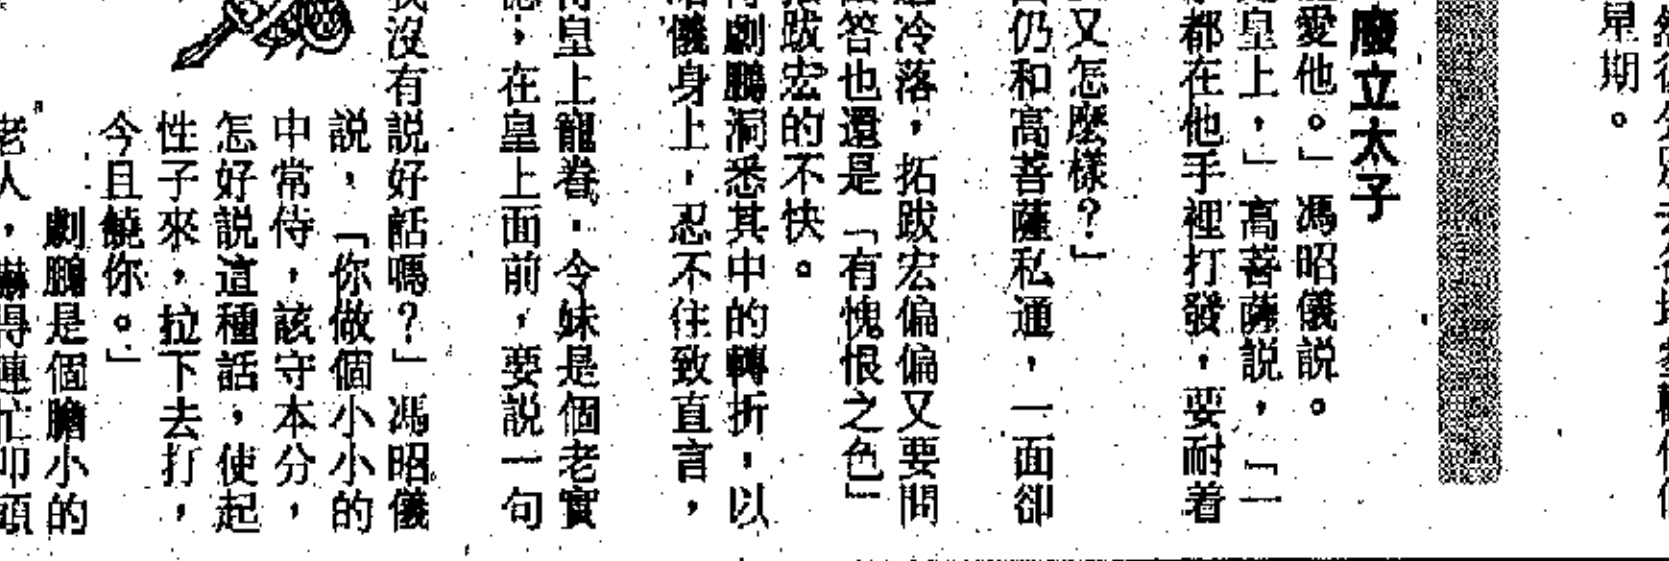 星期。
廢立太子
愛他。」馮昭儀說。
皇上，」高菩薩說，「一
都在他手裡打發，要耐着
又怎麼樣？」
仍和高菩薩私通，一面卻
冷落，拓跋宏偏偏又要問
答也還是「有愧恨之色」
跋宏的不快。
劇鵬洞悉其中的轉折，以
儀身上，忍不住致直言，
皇上寵眷，令妹是個老實
，在皇上面前，要說一句
沒有說好話嗎？」馮昭儀
說，「你做個小小的
中常侍，該守本分，
怎好說這種話，使起
性子來，拉下去打，
今且饒你。」
劇鵬是個膽小的
老人，嚇得連忙叩頭